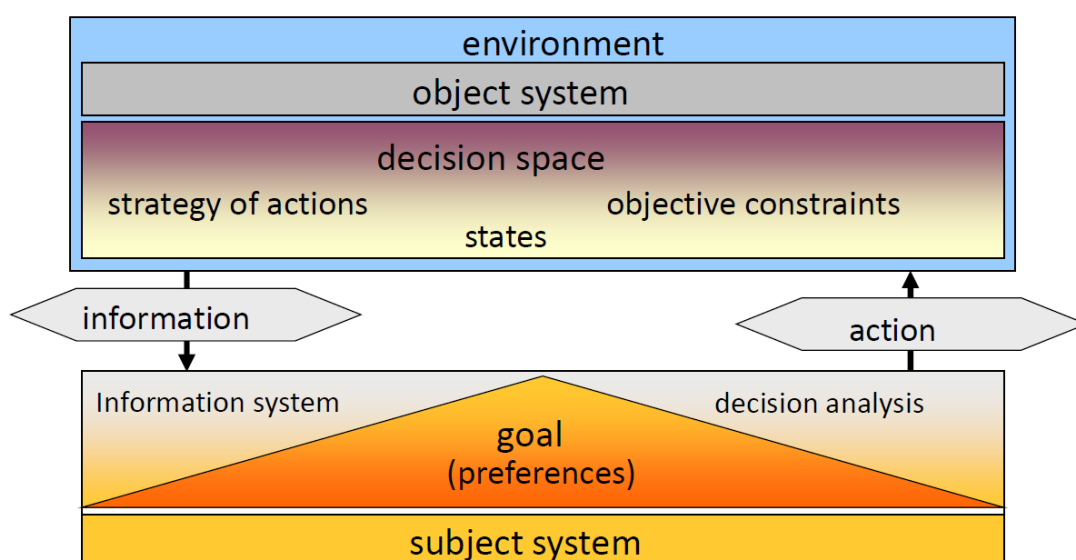 environment
object system
decision space
strategy of actions
objective constraints
states
information
action
Information system
decision analysis
goal
(preferences)
subject system